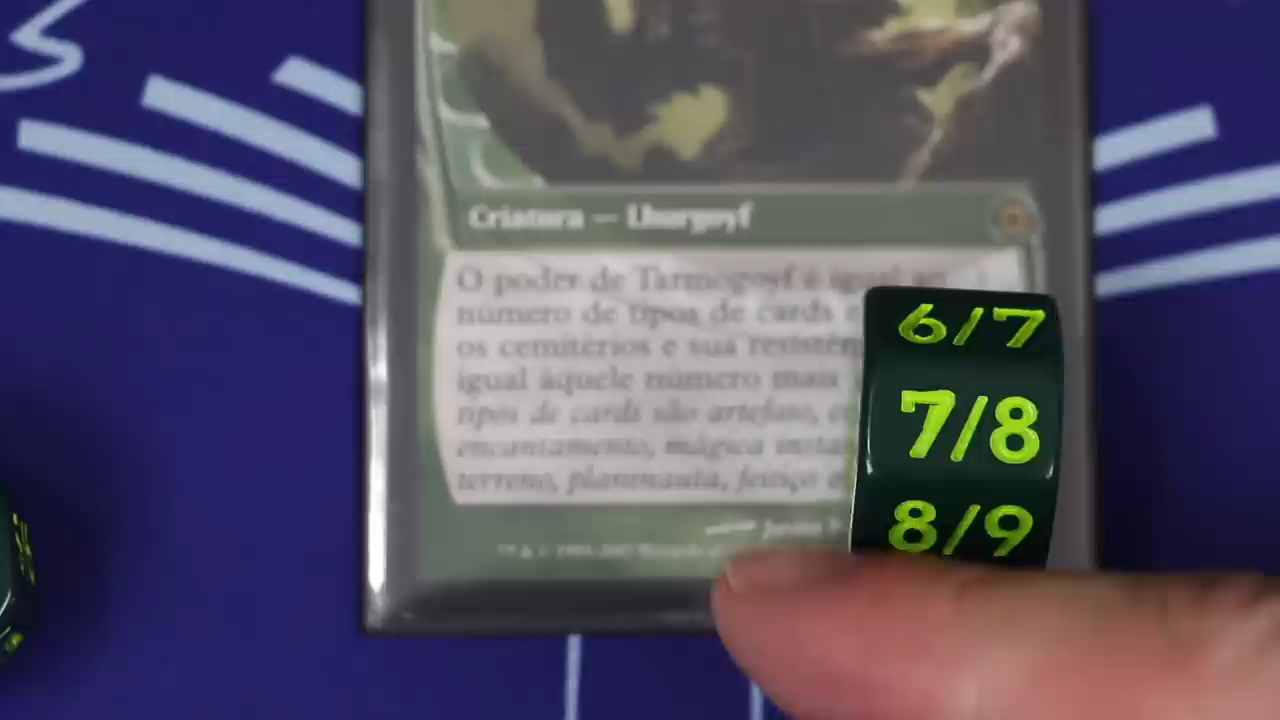 Criatura — Lhurgoyf
O poder de Tarmogoyf é igual ao
número de tipos de cards e
os cemitérios e sua resistên
igual àquele número mais
tipos de cards são artefato, c
encantamento, mágica insta
terreno, planinauta, feitiço e
6/7
7/8
8/9